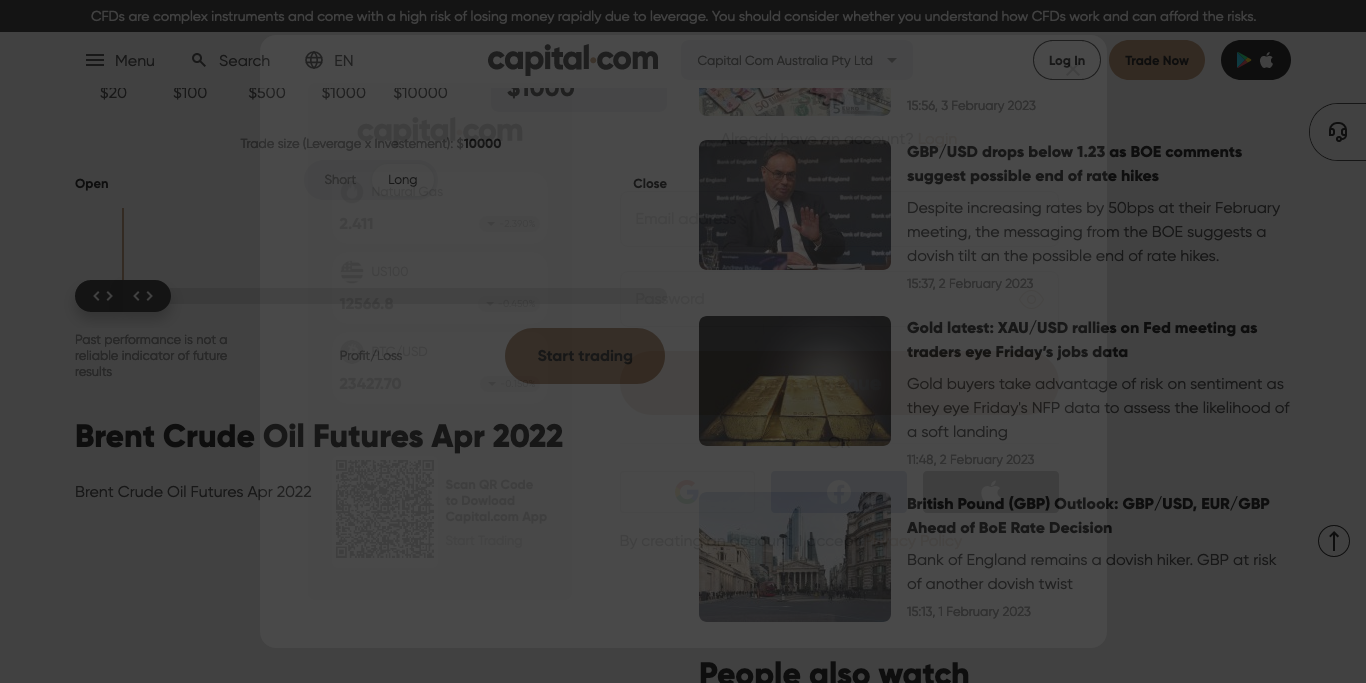 CFDs are complex instruments and come with a high risk of losing money rapidly due to leverage. You should consider whether you understand how CFDs work and can afford the risks.
Menu
Search
EN
capital.com
Capital Com Australia Pty Ltd
Log In
Trade Now
$20
$100
$500
$1000
$10000
$1000
Trade size (Leverage x Investement): $10000
Short
Long
Open
Close
Past performance is not a
reliable indicator of future
results
Profit/Loss
Start trading
Brent Crude Oil Futures Apr 2022
Brent Crude Oil Futures Apr 2022
15:56, 3 February 2023
GBP/USD drops below 1.23 as BOE comments
suggest possible end of rate hikes
Despite increasing rates by 50bps at their February
meeting, the messaging from the BOE suggests a
dovish tilt an the possible end of rate hikes.
15:37, 2 February 2023
Gold latest: XAU/USD rallies on Fed meeting as
traders eye Friday's jobs data
Gold buyers take advantage of risk on sentiment as
they eye Friday's NFP data to assess the likelihood of
a soft landing
11:48, 2 February 2023
British Pound (GBP) Outlook: GBP/USD, EUR/GBP
Ahead of BoE Rate Decision
Bank of England remains a dovish hiker. GBP at risk
of another dovish twist
15:13, 1 February 2023
People also watch
capital.com
Natural Gas
2.411
US100
12566.8
23427.70
Scan QR Code
to Dowload
Capital.com App
Start Trading
Already have an account? Login
Password